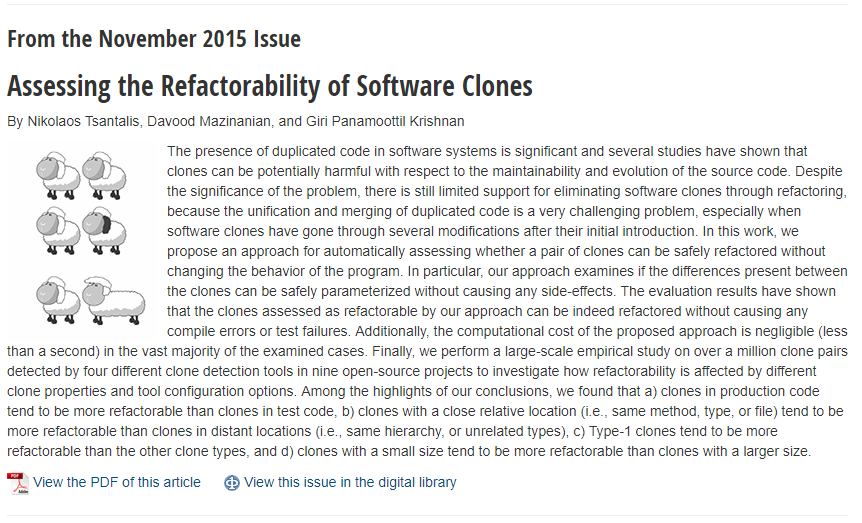 From the November 2015 Issue
Assessing the Refactorability of Software Clones
By Nikolaos Tsantalis, Davood Mazinanian, and Giri Panamoottil Krishnan
The presence of duplicated code in software systems is significant and several studies have shown that
clones can be potentially harmful with respect to the maintainability and evolution of the source code. Despite
the significance of the problem, there is still limited support for eliminating software clones through refactoring,
because the unification and merging of duplicated code is a very challenging problem, especially when
software clones have gone through several modifications after their initial introduction. In this work, we
propose an approach for automatically assessing whether a pair of clones can be safely refactored without
changing the behavior of the program. In particular, our approach examines if the differences present between
the clones can be safely parameterized without causing any side-effects. The evaluation results have shown
that the clones assessed as refactorable by our approach can be indeed refactored without causing any
compile errors or test failures. Additionally, the computational cost of the proposed approach is negligible (less
than a second) in the vast majority of the examined cases. Finally, we perform a large-scale empirical study on over a million clone pairs
detected by four different clone detection tools in nine open-source projects to investigate how refactorability is affected by different
clone properties and tool configuration options. Among the highlights of our conclusions, we found that a) clones in production code
tend to be more refactorable than clones in test code, b) clones with a close relative location (i.e., same method, type, or file) tend to be
more refactorable than clones in distant locations (i.e., same hierarchy, or unrelated types), c) Type-1 clones tend to be more
refactorable than the other clone types, and d) clones with a small size tend to be more refactorable than clones with a larger size.
PDF Adobe View the PDF of this article View this issue in the digital library